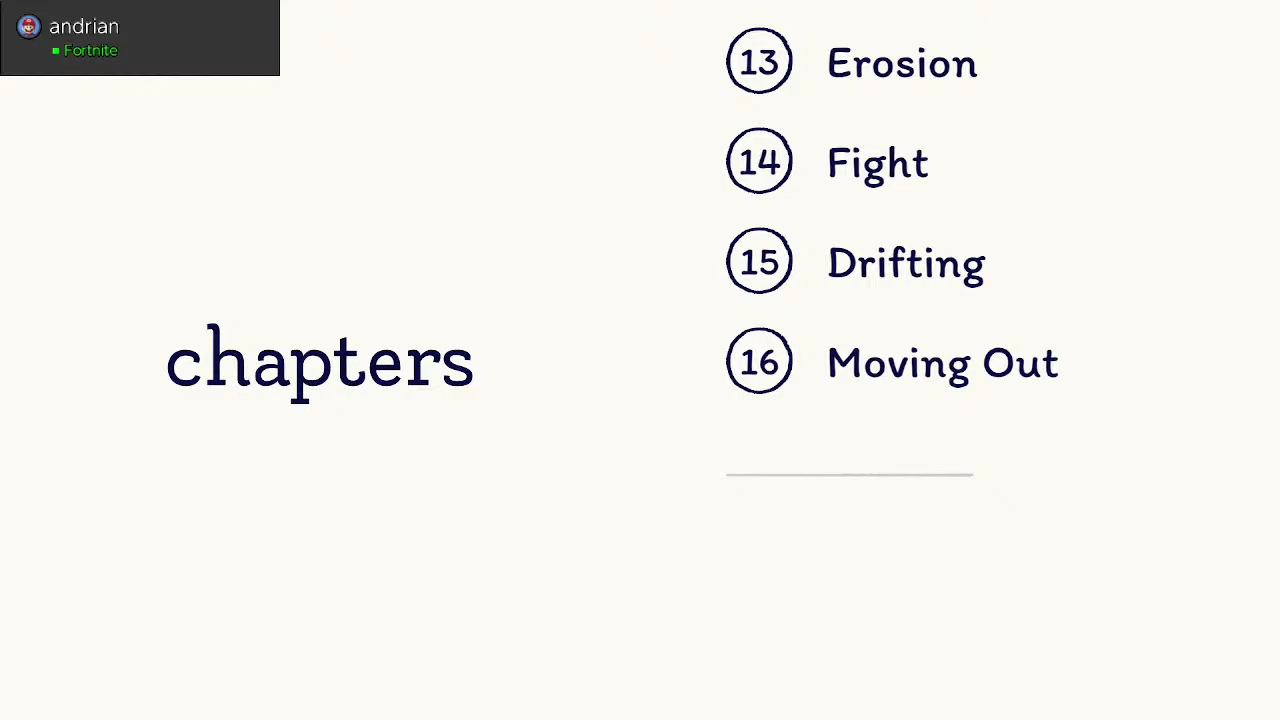 andrian
Fortnite
chapters
13 Erosion
14 Fight
15 Drifting
16 Moving Out